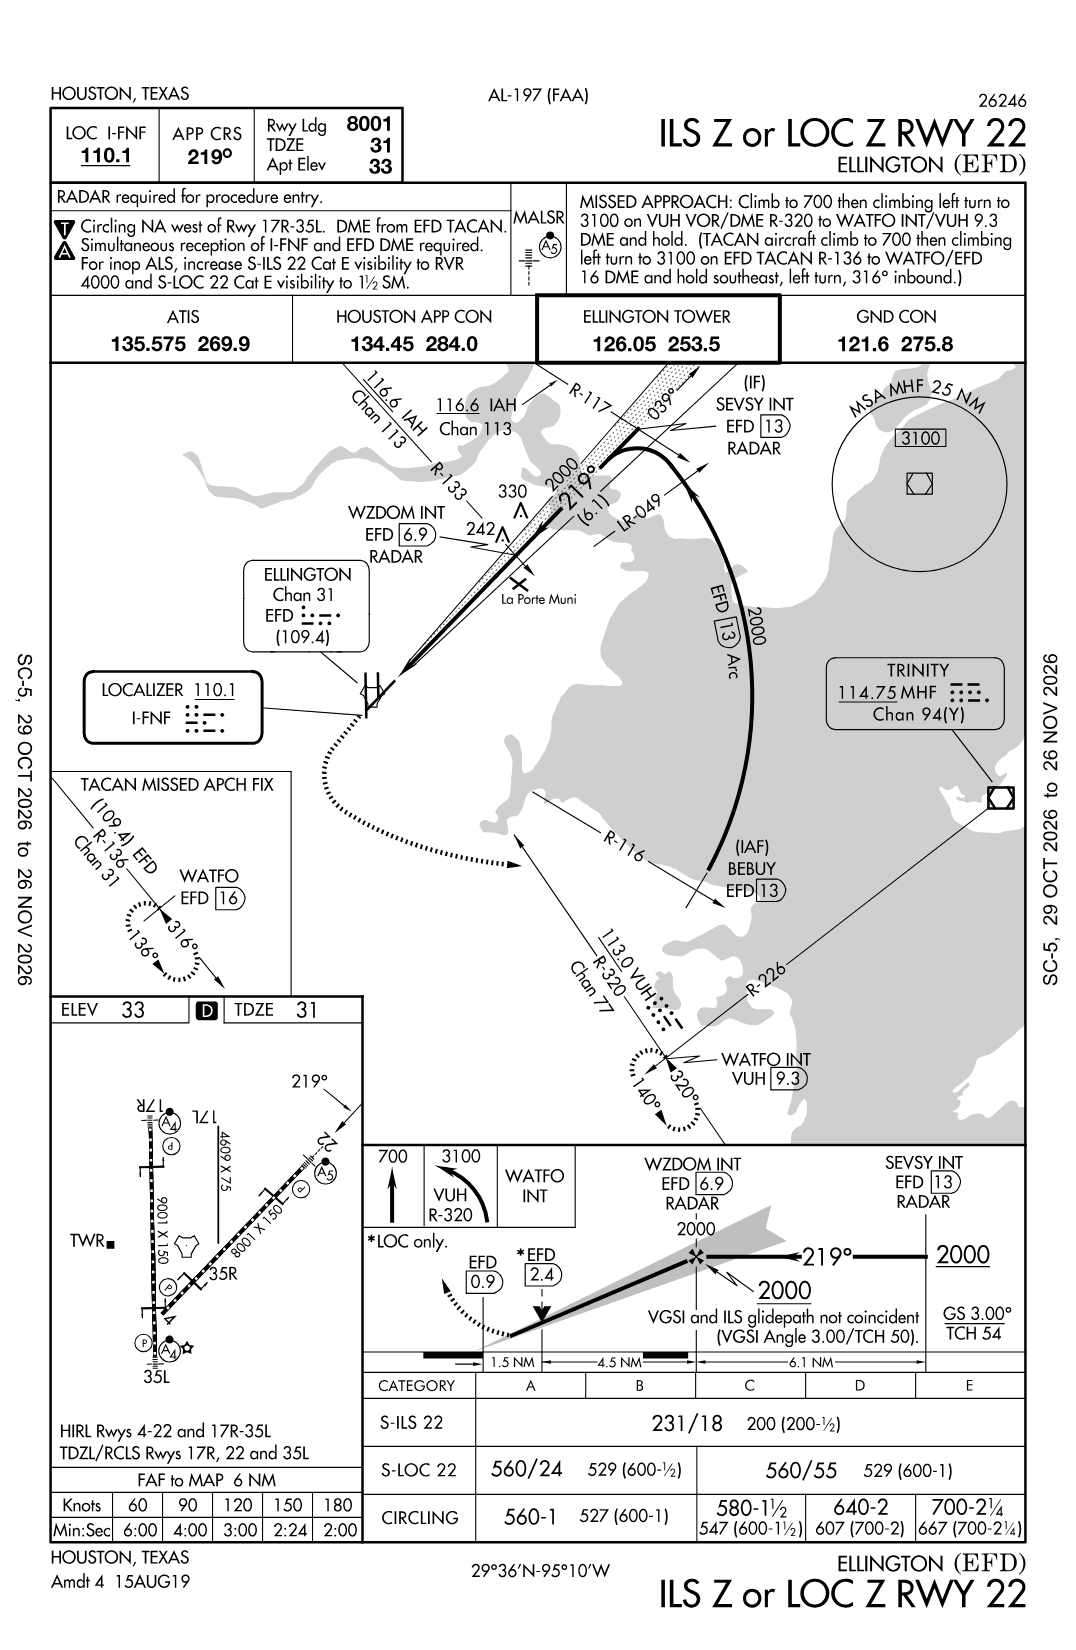 HOUSTON, TEXAS
AL-197 (FAA)
26246
ILS Z or LOC Z RWY 22
ELLINGTON (EFD)
LOC I-FNF
110.1
APP CRS
219°
Rwy Ldg 8001
TDZE 31
Apt Elev 33
RADAR required for procedure entry.
T
A
Circling NA west of Rwy 17R-35L. DME from EFD TACAN.
Simultaneous reception of I-FNF and EFD DME required.
For inop ALS, increase S-ILS 22 Cat E visibility to RVR
4000 and S-LOC 22 Cat E visibility to 1½ SM.
MALSR
A5
MISSED APPROACH: Climb to 700 then climbing left turn to
3100 on VUH VOR/DME R-320 to WATFO INT/VUH 9.3
DME and hold. (TACAN aircraft climb to 700 then climbing
left turn to 3100 on EFD TACAN R-136 to WATFO/EFD
16 DME and hold southeast, left turn, 316° inbound.)
ATIS
135.575 269.9
HOUSTON APP CON
134.45 284.0
ELLINGTON TOWER
126.05 253.5
GND CON
121.6 275.8
116.6 IAH
Chan 113
R-133
116.6 IAH
Chan 113
R-117
039°
(IF)
SEVSY INT
EFD 13
RADAR
MSA MHF 25 NM
3100
2000
219°
(6.1)
LR-049
330
242
WZDOM INT
EFD 6.9
RADAR
La Porte Muni
ELLINGTON
Chan 31
EFD
(109.4)
EFD 13 Arc
2000
LOCALIZER 110.1
I-FNF
TRINITY
114.75 MHF
Chan 94(Y)
TACAN MISSED APCH FIX
(109.4) EFD
R-136
Chan 31
WATFO
EFD 16
316°
136°
R-116
(IAF)
BEBUY
EFD 13
113.0 VUH
R-320
Chan 77
R-226
WATFO INT
VUH 9.3
320°
140°
SC-5, 29 OCT 2026 to 26 NOV 2026
SC-5, 29 OCT 2026 to 26 NOV 2026
ELEV 33
D
TDZE 31
219°
17R
A4
P
17L
4609 X 75
22
A5
P
9001 X 150
8001 X 150
TWR
35R
P
4
P
A4
35L
HIRL Rwys 4-22 and 17R-35L
TDZL/RCLS Rwys 17R, 22 and 35L
FAF to MAP 6 NM
Knots 60 90 120 150 180
Min:Sec 6:00 4:00 3:00 2:24 2:00
700
3100
VUH
R-320
WATFO
INT
*LOC only.
EFD
0.9
*EFD
2.4
WZDOM INT
EFD 6.9
RADAR
2000
SEVSY INT
EFD 13
RADAR
219°
2000
2000
VGSI and ILS glidepath not coincident
(VGSI Angle 3.00/TCH 50).
GS 3.00°
TCH 54
1.5 NM
4.5 NM
6.1 NM
CATEGORY A B C D E
S-ILS 22 231/18 200 (200-½)
S-LOC 22 560/24 529 (600-½) 560/55 529 (600-1)
CIRCLING 560-1 527 (600-1) 580-1½ 547 (600-1½) 640-2 607 (700-2) 700-2¼ 667 (700-2¼)
HOUSTON, TEXAS
Amdt 4 15AUG19
29°36'N-95°10'W
ELLINGTON (EFD)
ILS Z or LOC Z RWY 22